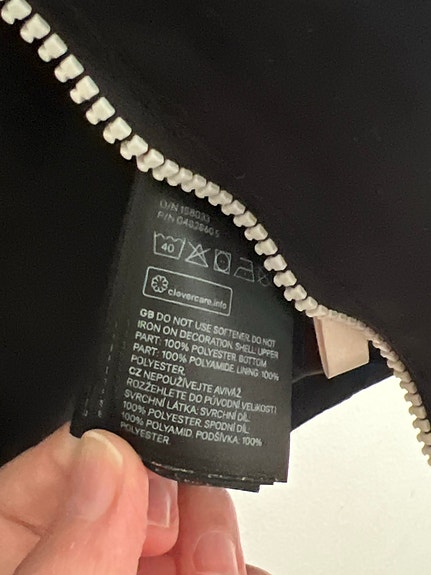 O/N 158033
40
clevercare.info
GB DO NOT USE SOFTENER. DO NOT
IRON ON DECORATION. SHELL: UPPER
PART: 100% POLYESTER. BOTTOM
PART: 100% POLYAMIDE. LINING: 100%
POLYESTER.
CZ NEPOUŽÍVEJTE AVIVÁŽ.
ROZŽEHLETE DO PŮVODNÍ VELIKOSTI
SVRCHNÍ LÁTKA: SVRCHNÍ DÍL:
100% POLYESTER. SPODNÍ DÍL:
100% POLYAMID. PODŠÍVKA: 100%
POLYESTER.